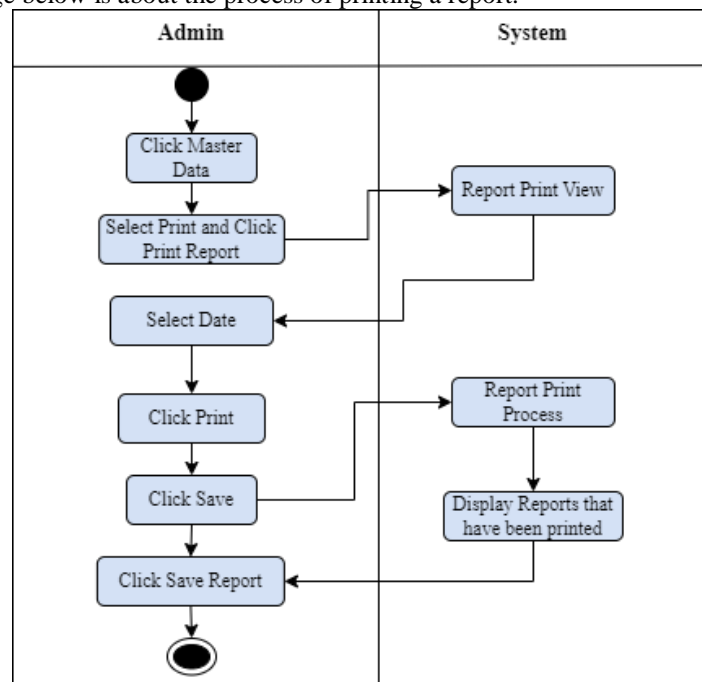 ge below is about the process of printing a report.
Admin
System
Click Master
Data
Select Print and Click
Print Report
Report Print View
Select Date
Click Print
Report Print
Process
Click Save
Display Reports that
have been printed
Click Save Report